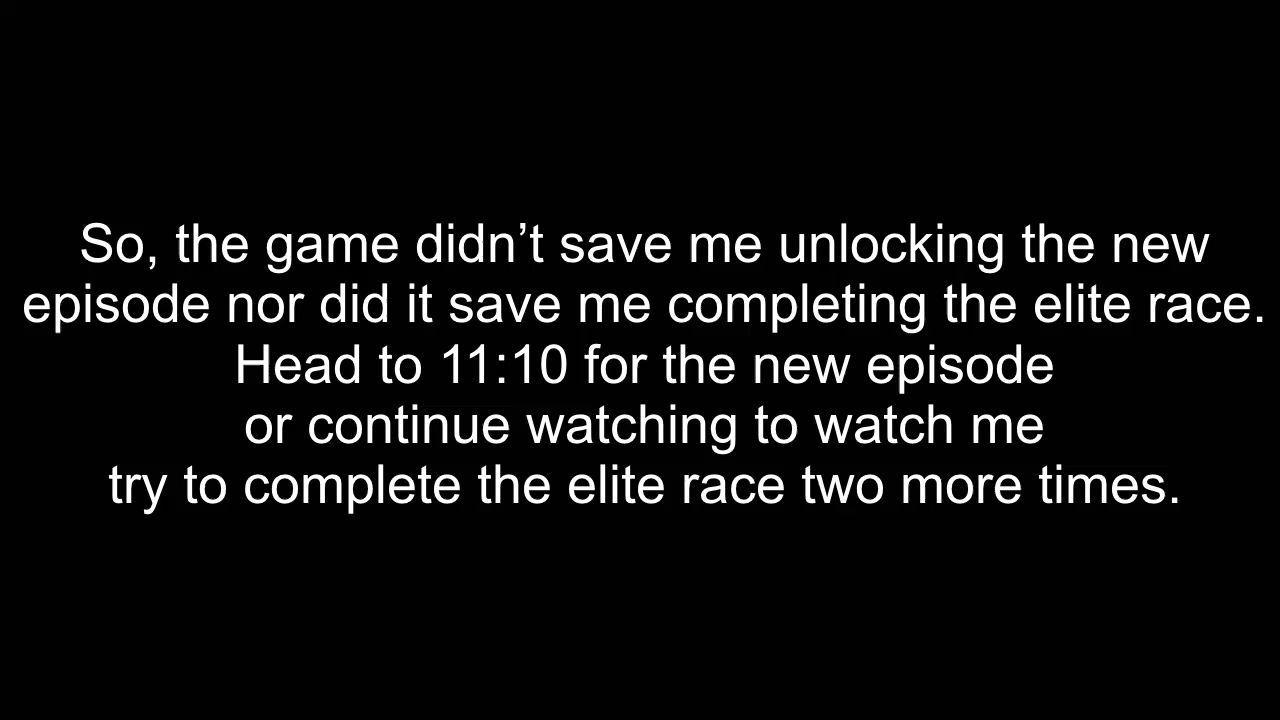 So, the game didn’t save me unlocking the new
episode nor did it save me completing the elite race.
Head to 11:10 for the new episode
or continue watching to watch me
try to complete the elite race two more times.